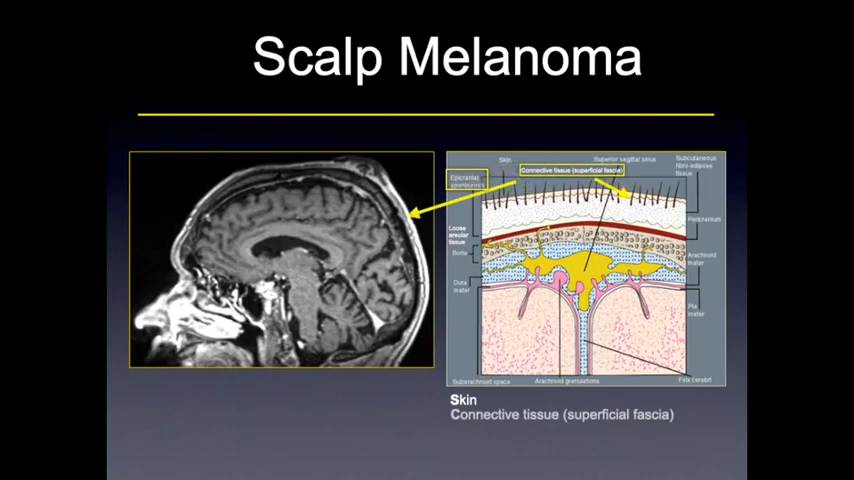 Scalp Melanoma
Skin
Superior sagittal sinus
Subcutaneous
fibro-adipose
tissue
Connective tissue (superficial fascia)
Epicranial
aponeurosis
Loose
areolar
tissue
Bone
Dura
mater
Pericranium
Arachnoid
mater
Pia
mater
Subarachnoid space
Arachnoid granulations
Falx cerebri
Skin
Connective tissue (superficial fascia)